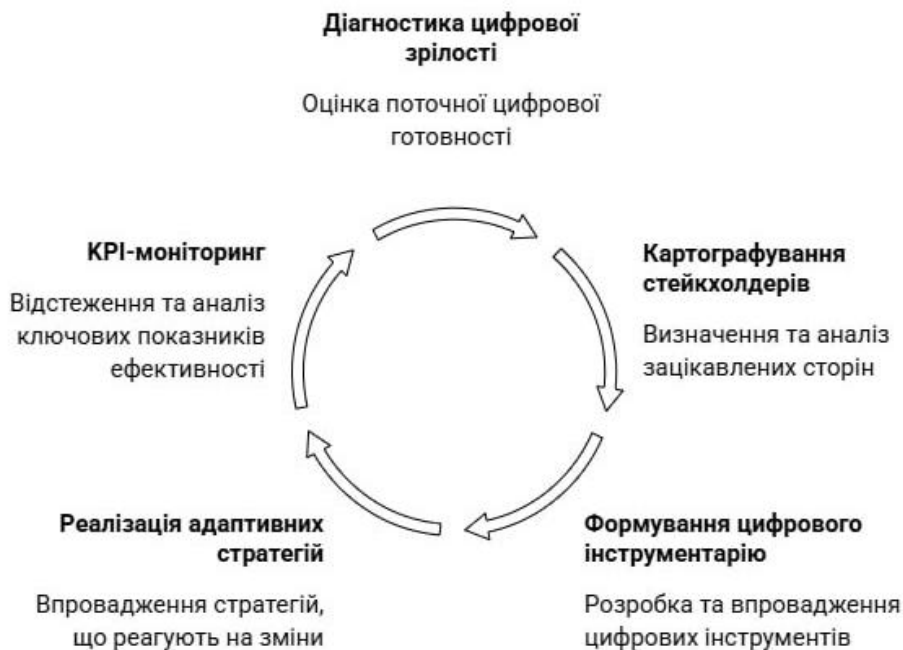 Діагностика цифрової
зрілості
Оцінка поточної цифрової
готовності
Картографування
стейкхолдерів
Визначення та аналіз
зацікавлених сторін
Формування цифрового
інструментарію
Розробка та впровадження
цифрових інструментів
Реалізація адаптивних
стратегій
Впровадження стратегій,
що реагують на зміни
KPI-моніторинг
Відстеження та аналіз
ключових показників
ефективності